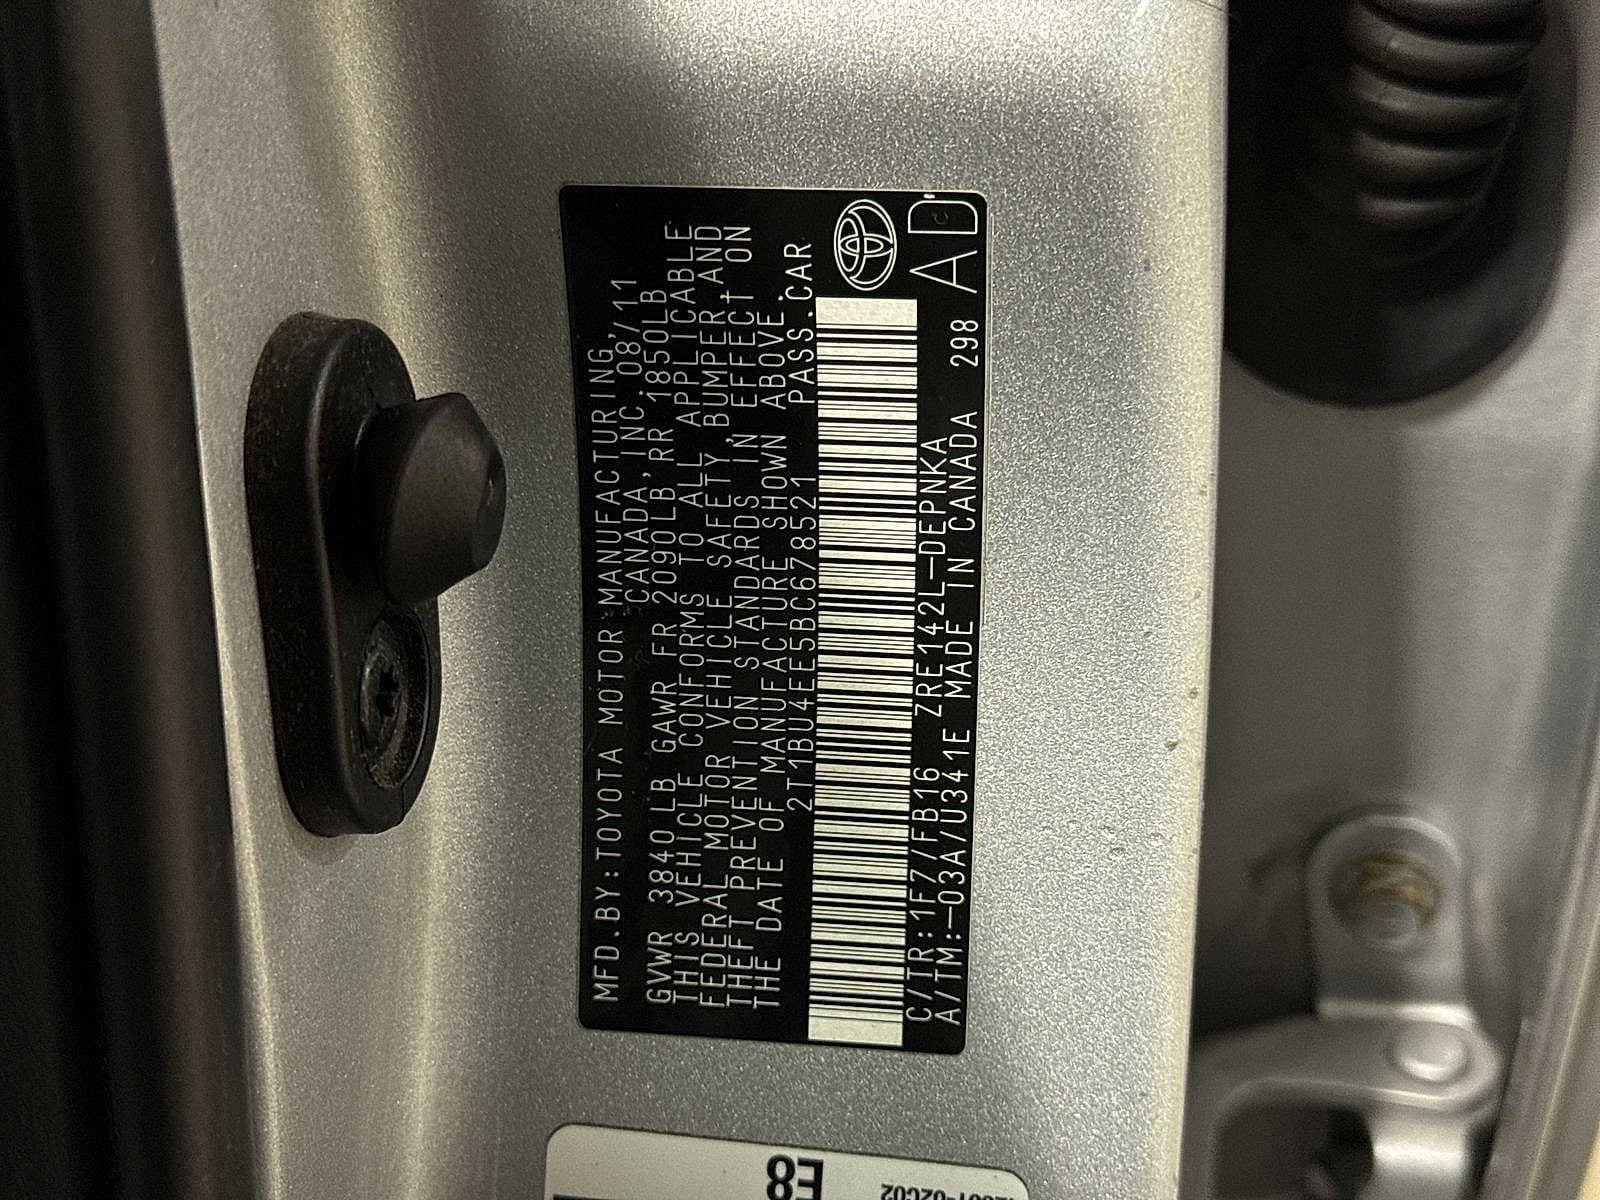 MFD.BY:TOYOTA MOTOR MANUFACTURING,
CANADA,INC. 08/11
GVWR 3840 LB GAWR FR 2090LB,RR 1850LB
THIS VEHICLE CONFORMS TO ALL APPLICABLE
FEDERAL MOTOR VEHICLE SAFETY,BUMPER,AND
THEFT PREVENTION STANDARDS IN EFFECT ON
THE DATE OF MANUFACTURE SHOWN ABOVE.
2T1BU4EE5BC678521 PASS.CAR
C/TR:1F7/FB16 ZRE142L-DEPNKA
A/TM:-03A/U341E MADE IN CANADA 298 AD
E8